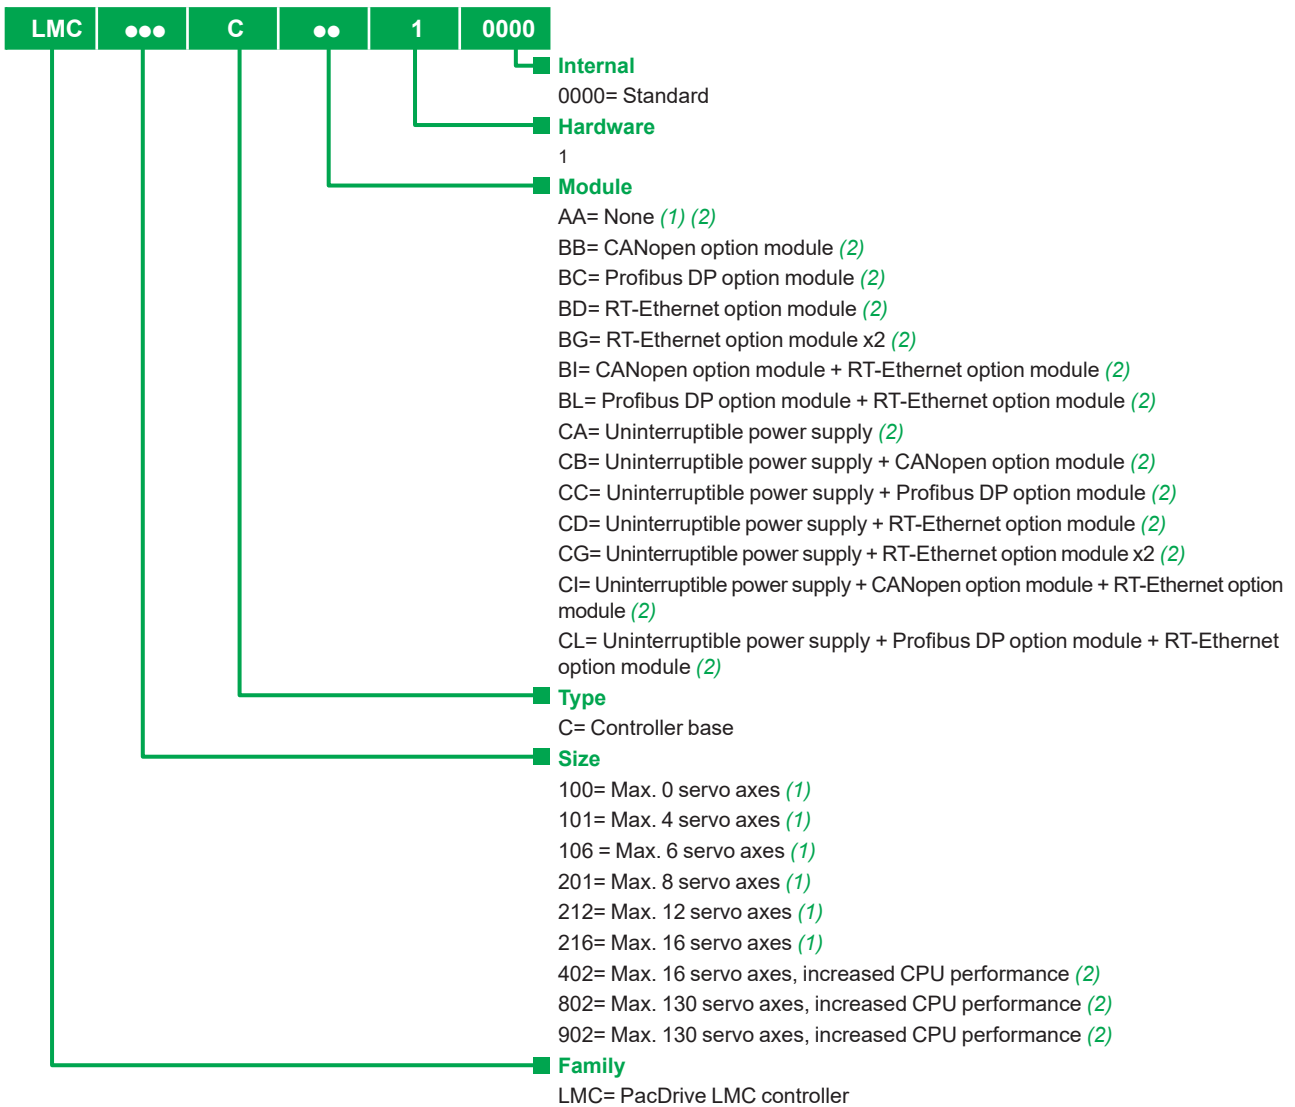 LMC ●●● C ●● 1 0000
Internal
0000= Standard
Hardware
1
Module
AA= None (1) (2)
BB= CANopen option module (2)
BC= Profibus DP option module (2)
BD= RT-Ethernet option module (2)
BG= RT-Ethernet option module x2 (2)
BI= CANopen option module + RT-Ethernet option module (2)
BL= Profibus DP option module + RT-Ethernet option module (2)
CA= Uninterruptible power supply (2)
CB= Uninterruptible power supply + CANopen option module (2)
CC= Uninterruptible power supply + Profibus DP option module (2)
CD= Uninterruptible power supply + RT-Ethernet option module (2)
CG= Uninterruptible power supply + RT-Ethernet option module x2 (2)
CI= Uninterruptible power supply + CANopen option module + RT-Ethernet option
module (2)
CL= Uninterruptible power supply + Profibus DP option module + RT-Ethernet
option module (2)
Type
C= Controller base
Size
100= Max. 0 servo axes (1)
101= Max. 4 servo axes (1)
106 = Max. 6 servo axes (1)
201= Max. 8 servo axes (1)
212= Max. 12 servo axes (1)
216= Max. 16 servo axes (1)
402= Max. 16 servo axes, increased CPU performance (2)
802= Max. 130 servo axes, increased CPU performance (2)
902= Max. 130 servo axes, increased CPU performance (2)
Family
LMC= PacDrive LMC controller